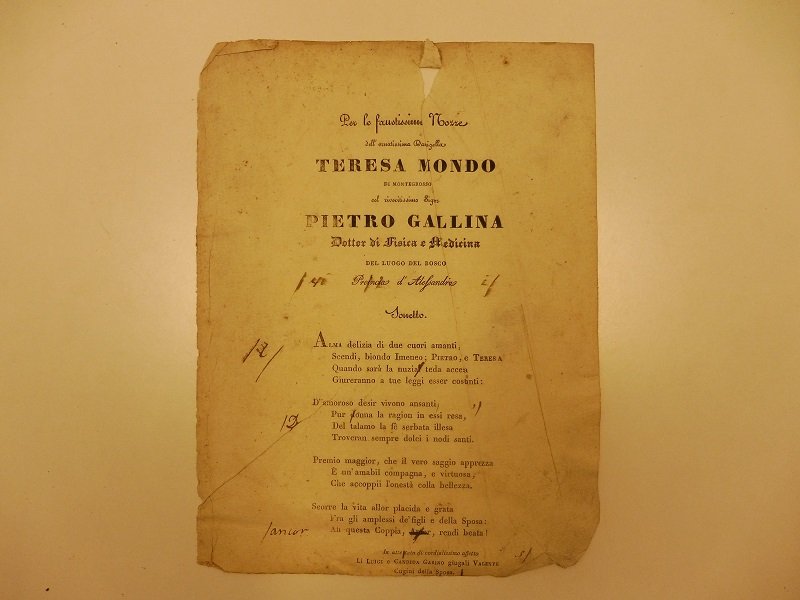 Per le faustissime Nozze
dell'ornatissima Damigella
TERESA MONDO
DI MONTEGROSSO
col riveritissimo Signor
PIETRO GALLINA
Dottor di Fisica e Medicina
DEL LUOGO DEL BOSCO
Provincia d'Alessandria
Sonetto.
ALMA delizia di due cuori amanti,
Scendi, biondo Imeneo; PIETRO, e TERESA
Quando sarà la nuzial teda accesa
Giureranno a tue leggi esser costanti:
D'amoroso desir vivono ansanti;
Pur donna la ragion in essi resa,
Del talamo la fè serbata illesa
Troveran sempre dolci i nodi santi.
Premio maggior, che il vero saggio apprezza
È un'amabil compagna, e virtuosa,
Che accoppii l'onestà colla bellezza.
Scorre la vita allor placida e grata
Fra gli amplessi de'figli e della Sposa:
/ancor Ah questa Coppia, rendi beata!
In attestato di cordialissimo affetto
LI LUIGI e CANDIDA GARINO giugali VALENTE
Cugini della Sposa.